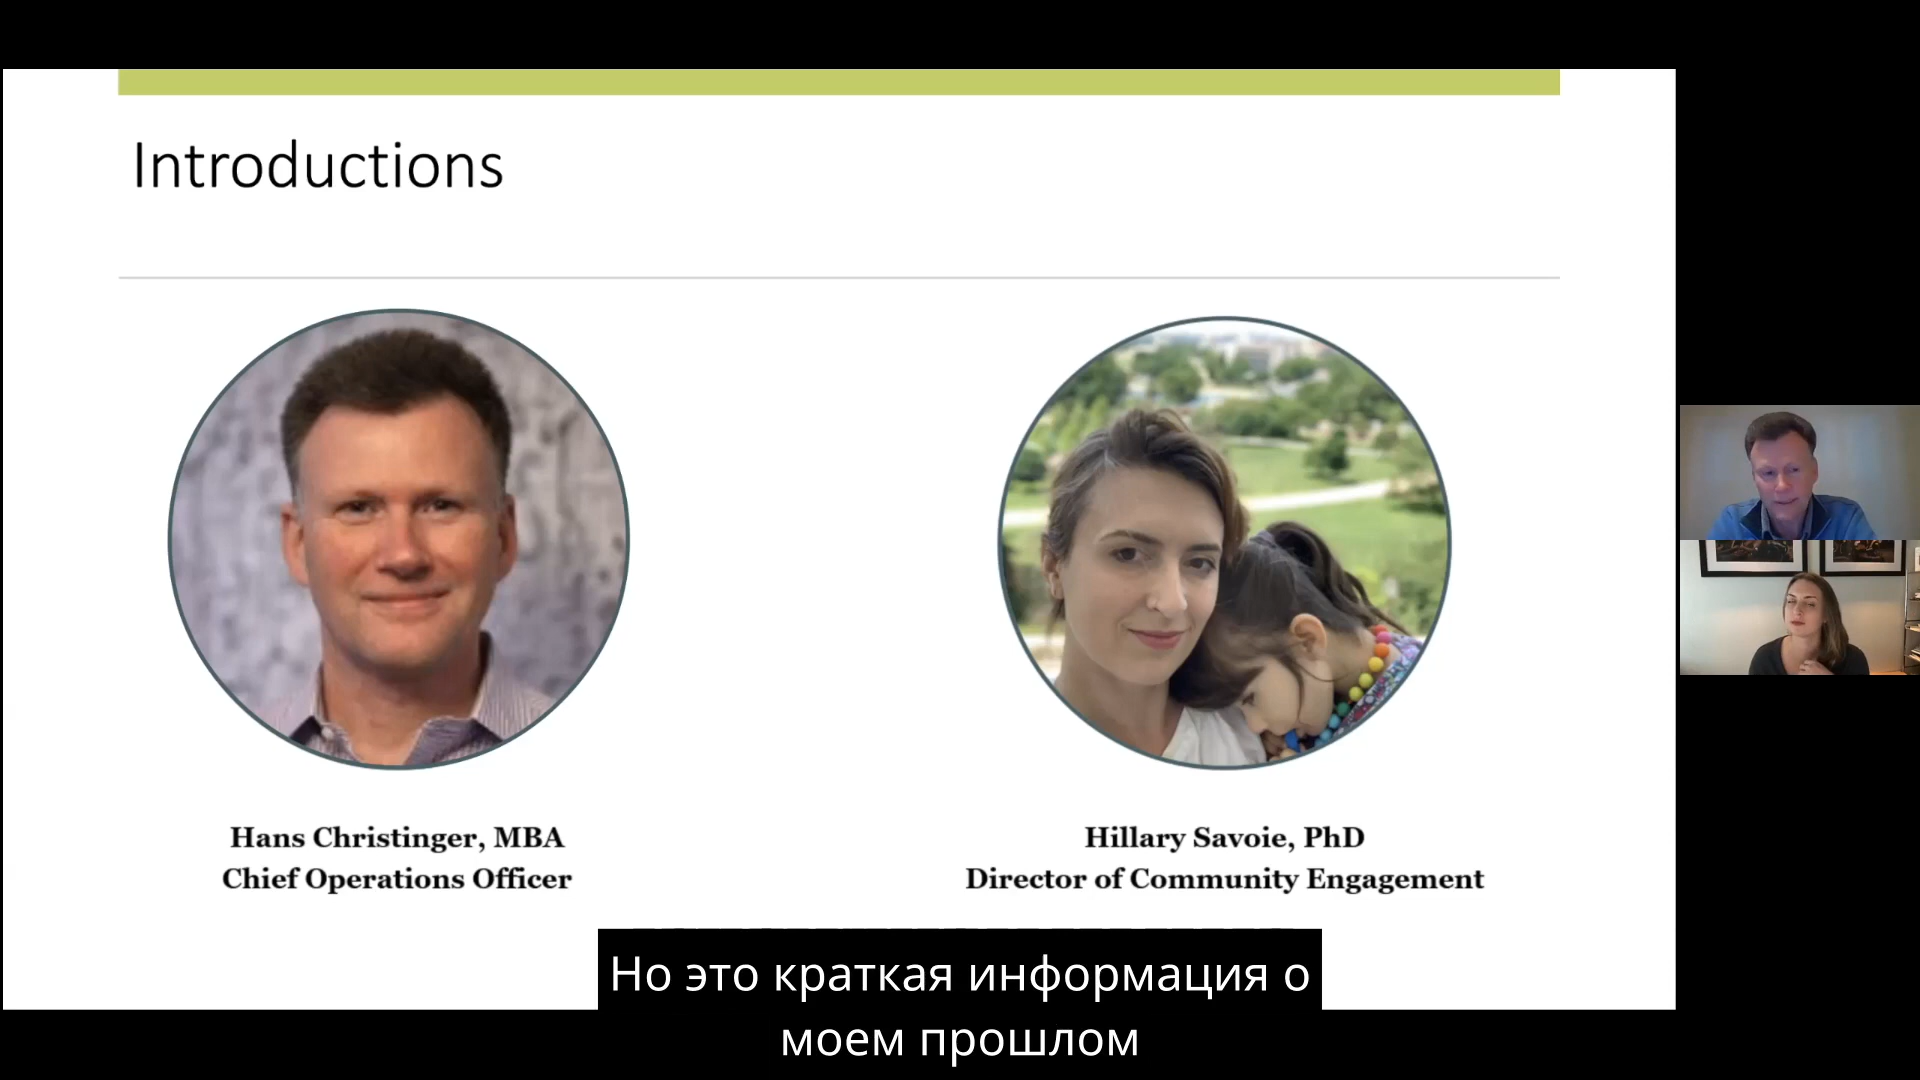 Introductions
Hans Christinger, MBA
Chief Operations Officer
Hillary Savoie, PhD
Director of Community Engagement
Но это краткая информация о
моем прошлом